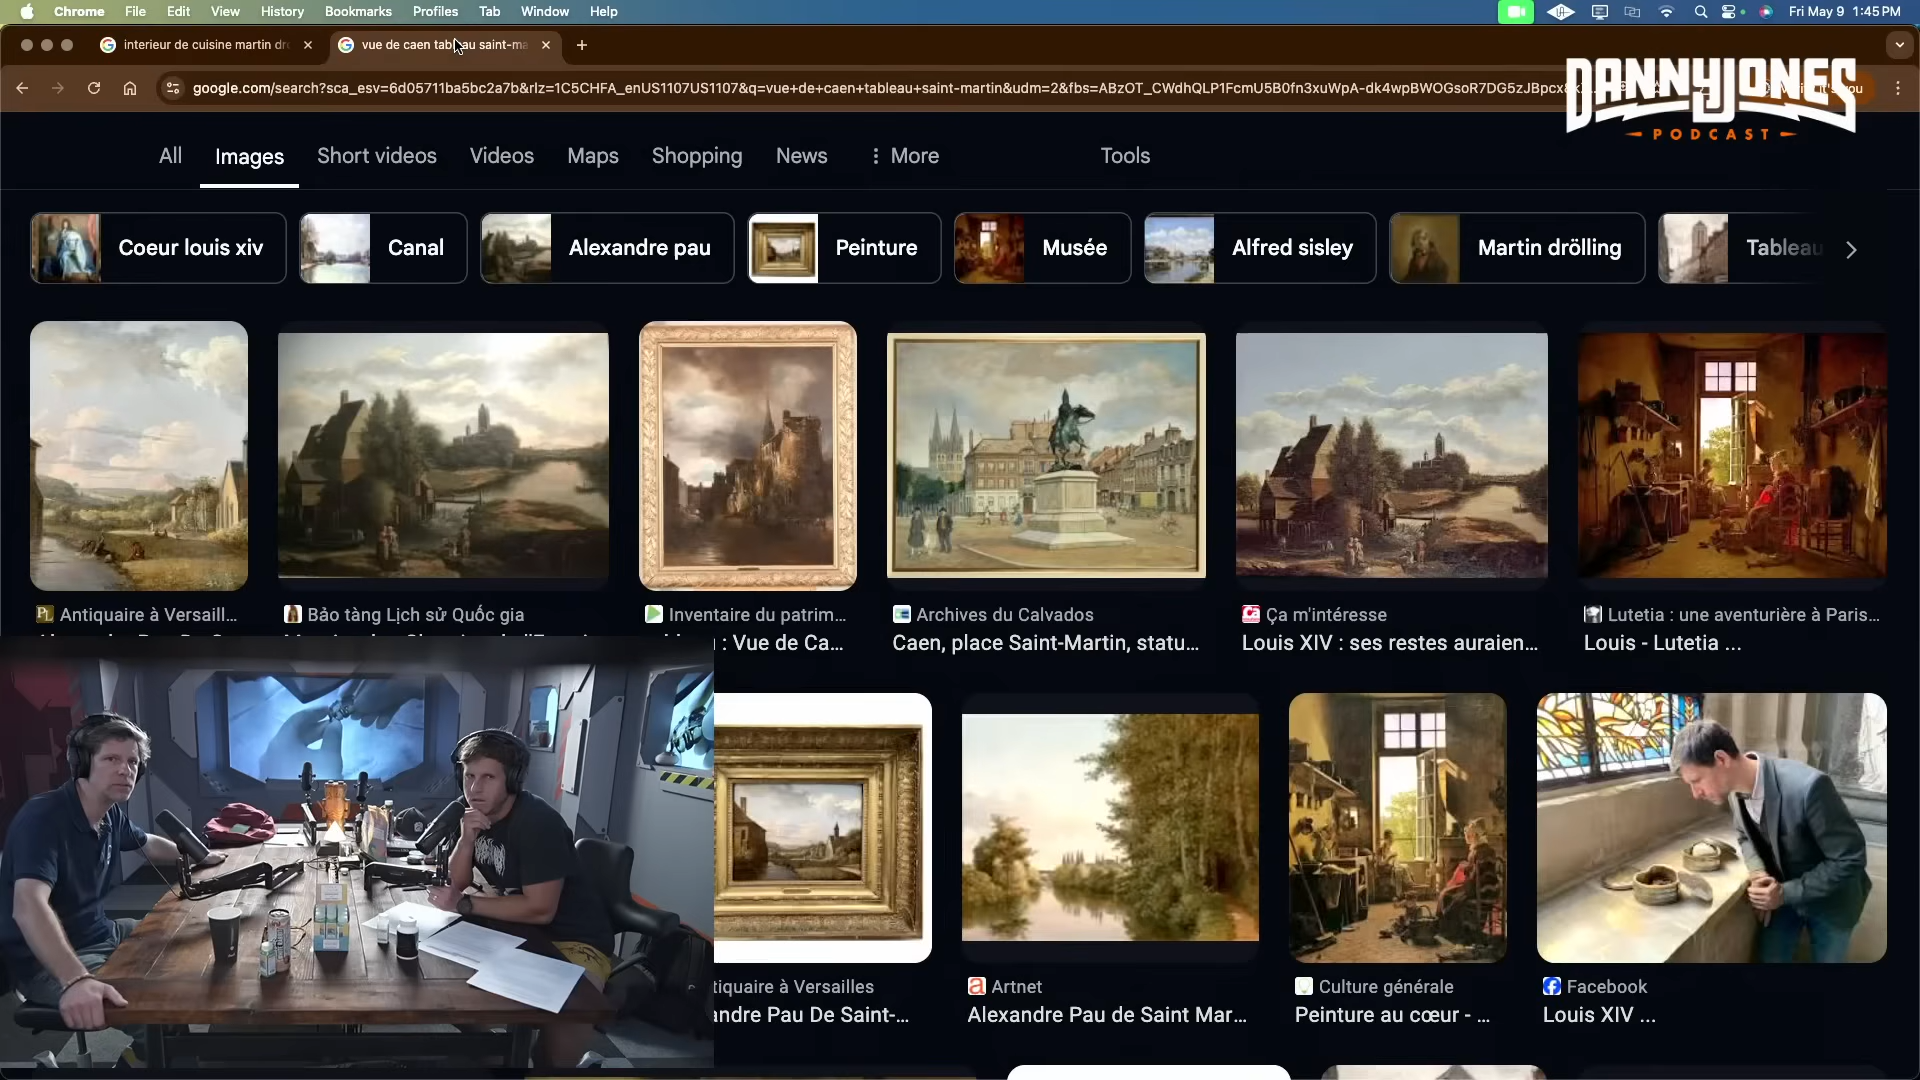 Chrome File Edit View History Bookmarks Profiles Tab Window Help
Fri May 9 1:45 PM
interieur de cuisine martin dr
vue de caen tableau saint-ma
DANNY JONES
PODCAST
google.com/search?sca_esv=6d05711ba5bc2a7b&rlz=1C5CHFA_enUS1107US1107&q=vue+de+caen+tableau+saint-martin&udm=2&fbs=ABzOT_CWdhQLP1FcmU5B0fn3xuWpA-dk4wpBWOGsoR7DG5zJBpcx
All Images Short videos Videos Maps Shopping News More Tools
Coeur louis xiv Canal Alexandre pau Peinture Musée Alfred sisley Martin drölling Tableau
Antiquaire à Versaill...
Bảo tàng Lịch sử Quốc gia
Inventaire du patrim...
: Vue de Ca...
Archives du Calvados
Caen, place Saint-Martin, statu...
Ça m'intéresse
Louis XIV : ses restes auraien...
Lutetia : une aventurière à Paris...
Louis - Lutetia ...
tiquaire à Versailles
andre Pau De Saint-...
Artnet
Alexandre Pau de Saint Mar...
Culture générale
Peinture au cœur - ...
Facebook
Louis XIV ...